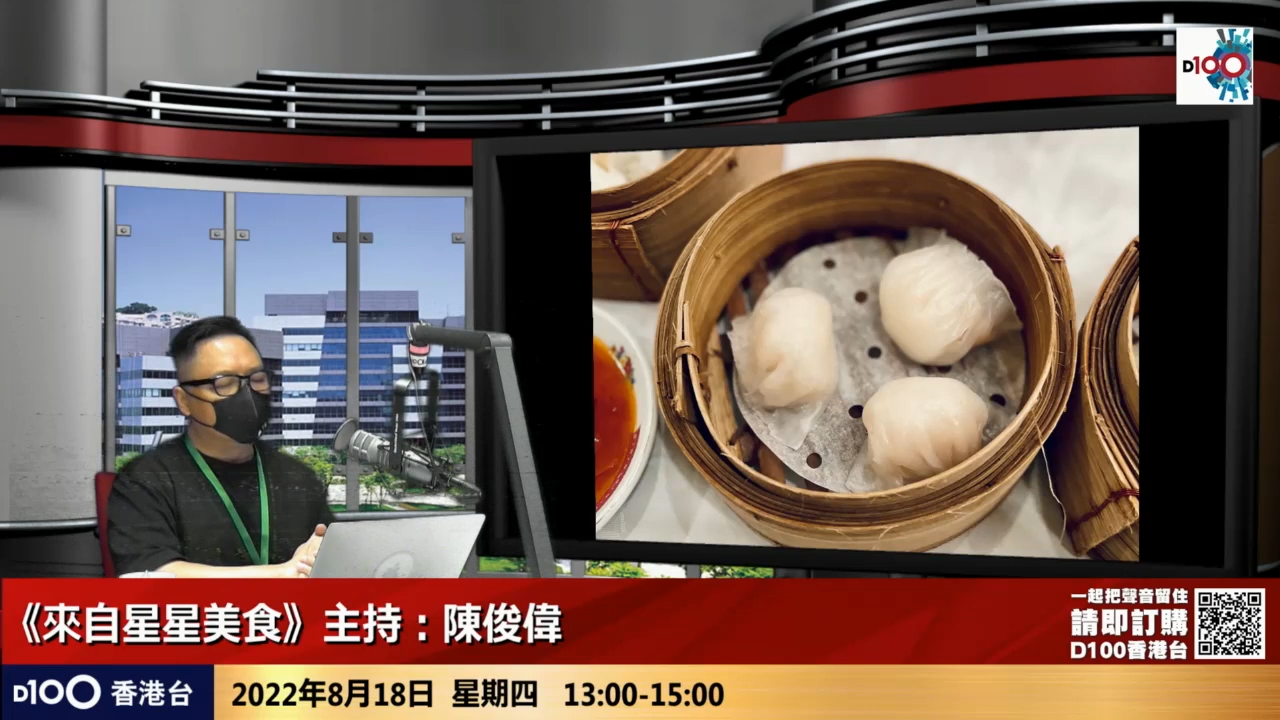 D100
《來自星星美食》 主持：陳俊偉
一起把聲音留住
請即訂購
D100香港台
D100 香港台
2022年8月18日 星期四 13:00-15:00